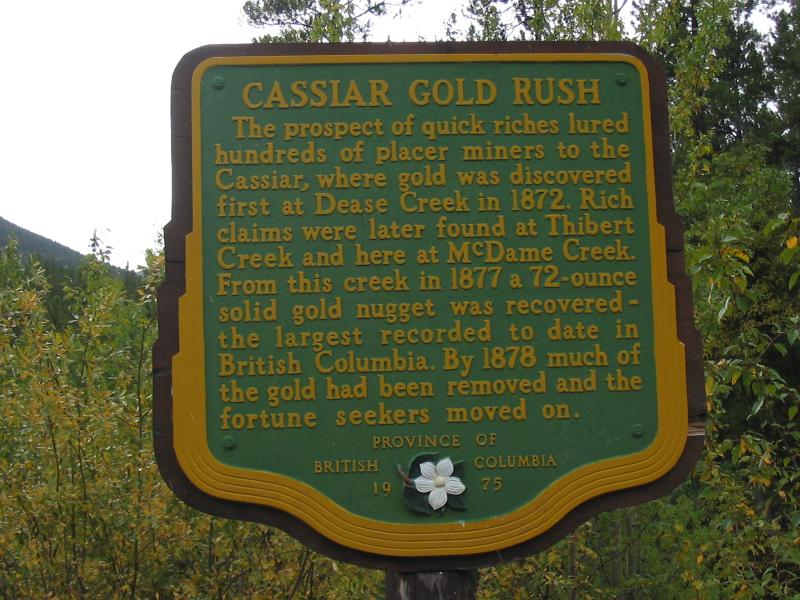 CASSIAR GOLD RUSH
The prospect of quick riches lured
hundreds of placer miners to the
Cassiar, where gold was discovered
first at Dease Creek in 1872. Rich
claims were later found at Thibert
Creek and here at McDame Creek.
From this creek in 1877 a 72-ounce
solid gold nugget was recovered-
the largest recorded to date in
British Columbia. By 1878 much of
the gold had been removed and the
fortune seekers moved on.
PROVINCE OF
BRITISH COLUMBIA
19 75